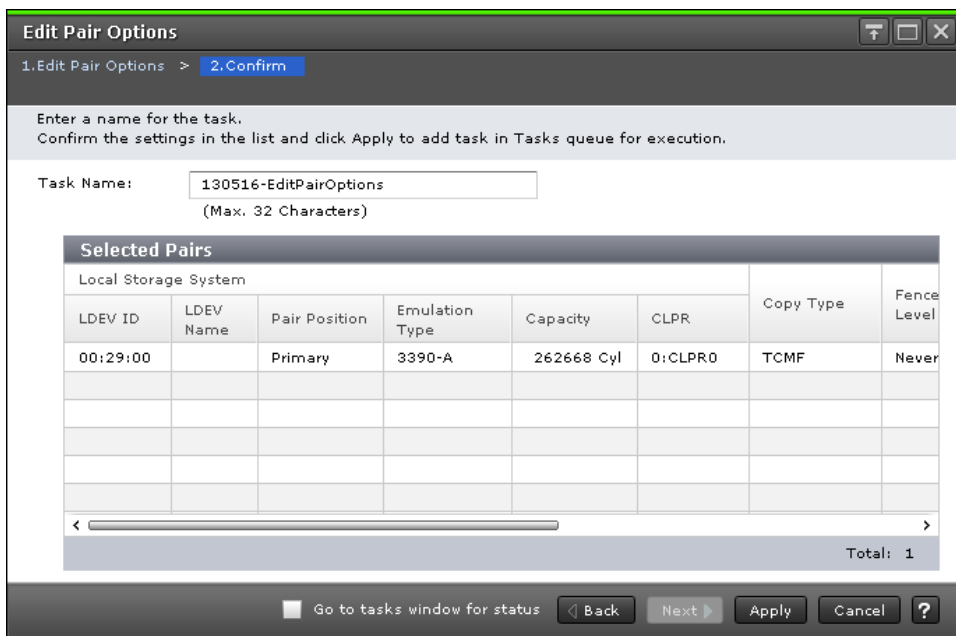 Edit Pair Options
1.Edit Pair Options > 2.Confirm
Enter a name for the task.
Confirm the settings in the list and click Apply to add task in Tasks queue for execution.
Task Name: 130516-EditPairOptions
(Max. 32 Characters)
Selected Pairs
Local Storage System
LDEV ID LDEV Name Pair Position Emulation Type Capacity CLPR Copy Type Fence Level
00:29:00 Primary 3390-A 262668 Cyl 0:CLPR0 TCMF Never
Total: 1
Go to tasks window for status Back Next Apply Cancel ?